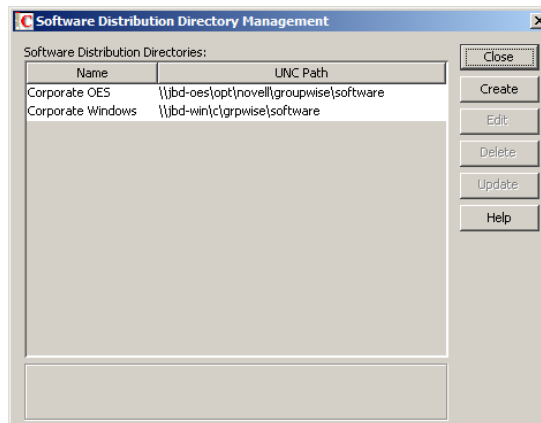 Software Distribution Directory Management
Software Distribution Directories:
Name UNC Path
Corporate OES \\jbd-oes\opt\novell\groupwise\software
Corporate Windows \\jbd-win\c\grpwise\software
Close
Create
Edit
Delete
Update
Help